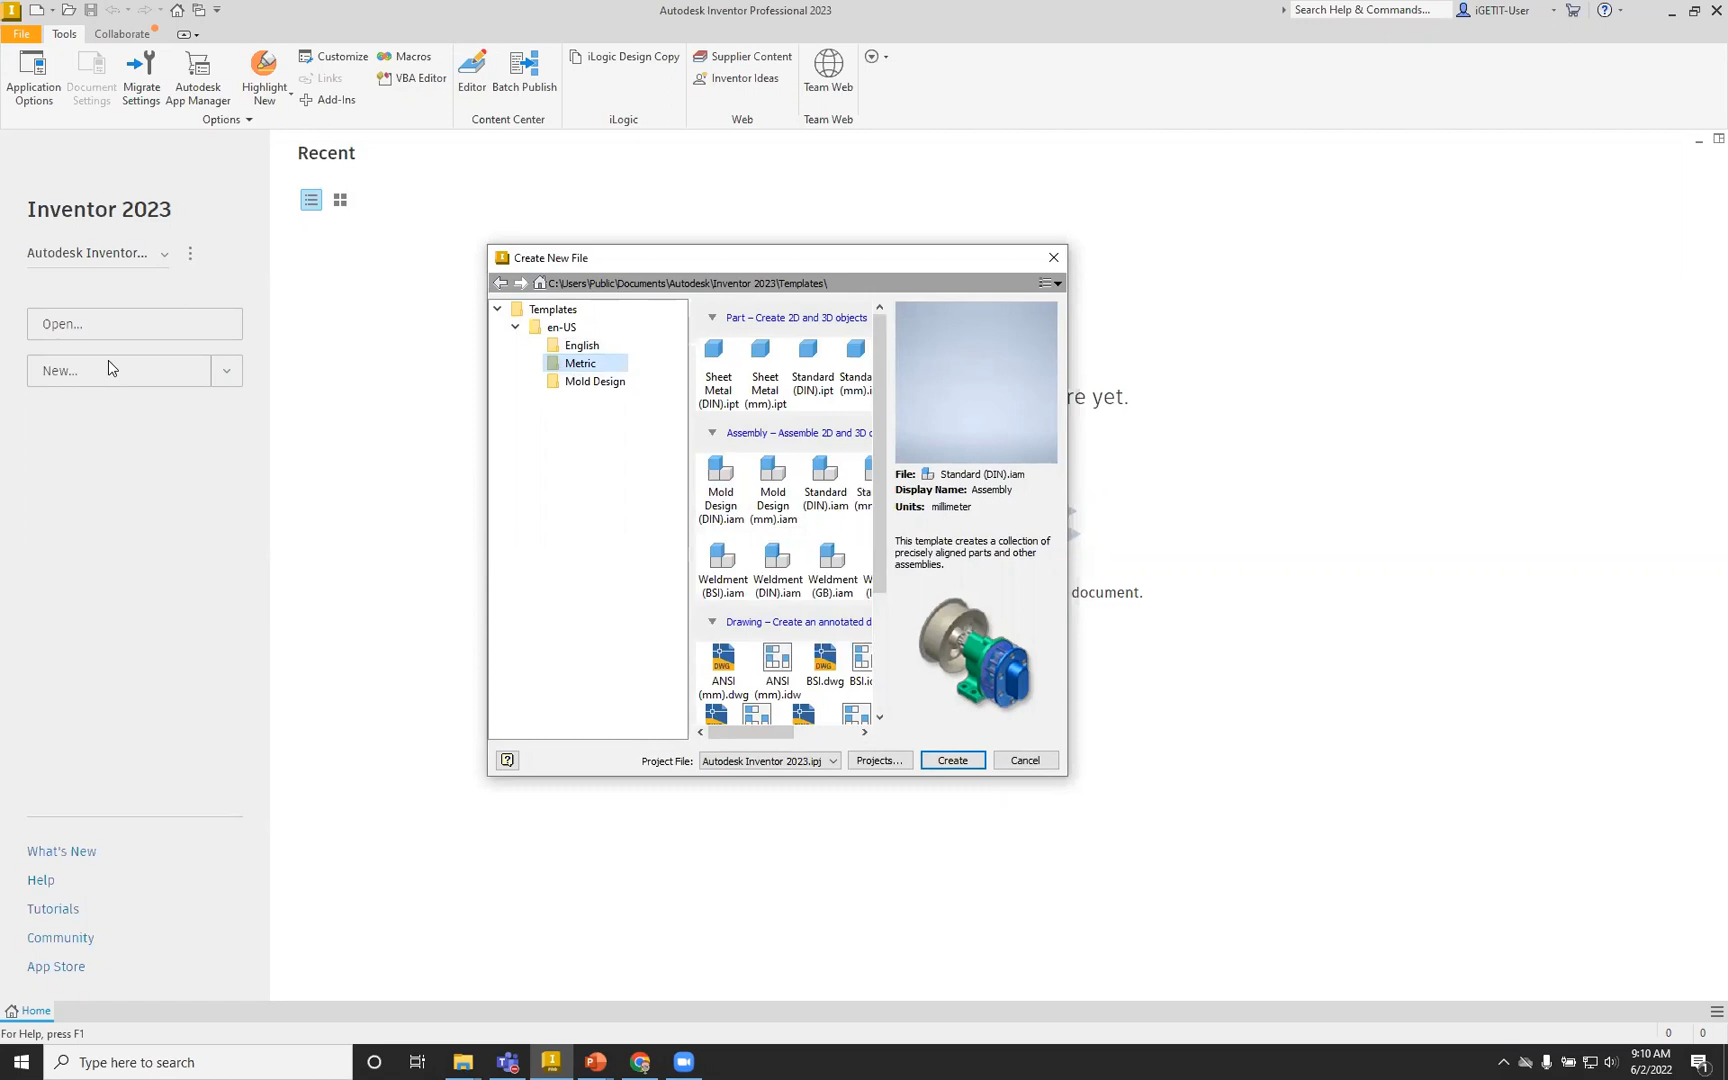 Autodesk Inventor Professional 2023
Search Help & Commands...
iGETIT-User
File
Tools
Collaborate
Application Options
Document Settings
Migrate Settings
Autodesk App Manager
Highlight New
Customize
Links
Add-Ins
Macros
VBA Editor
Editor
Batch Publish
iLogic Design Copy
Supplier Content
Inventor Ideas
Team Web
Options
Content Center
iLogic
Web
Team Web
Recent
Inventor 2023
Autodesk Inventor...
Open...
New...
re yet.
document.
Create New File
C:\Users\Public\Documents\Autodesk\Inventor 2023\Templates\
Templates
en-US
English
Metric
Mold Design
Part – Create 2D and 3D objects
Sheet Metal (DIN).ipt
Sheet Metal (mm).ipt
Standard (DIN).ipt
Standa (mm).i
Assembly – Assemble 2D and 3D
Mold Design (DIN).iam
Mold Design (mm).iam
Standard (DIN).iam
Sta (mm
Weldment (BSI).iam
Weldment (DIN).iam
Weldment (GB).iam
Drawing – Create an annotated d
DWG
DWG
ANSI (mm).dwg
ANSI (mm).idw
BSI.dwg
BSI.i
File: Standard (DIN).iam
Display Name: Assembly
Units: millimeter
This template creates a collection of
precisely aligned parts and other
assemblies.
Project File:
Autodesk Inventor 2023.ipj
Projects...
Create
Cancel
What's New
Help
Tutorials
Community
App Store
Home
For Help, press F1
0
0
Type here to search
9:10 AM
6/2/2022